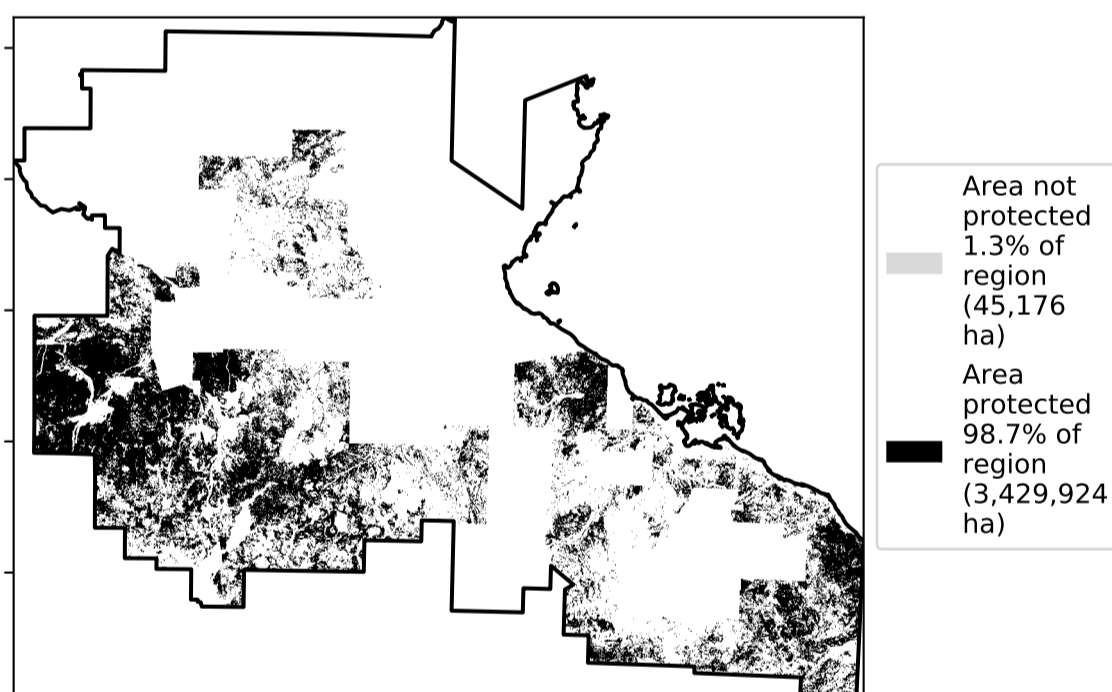 Area not
protected
1.3% of
region
(45,176
ha)
Area
protected
98.7% of
region
(3,429,924
ha)